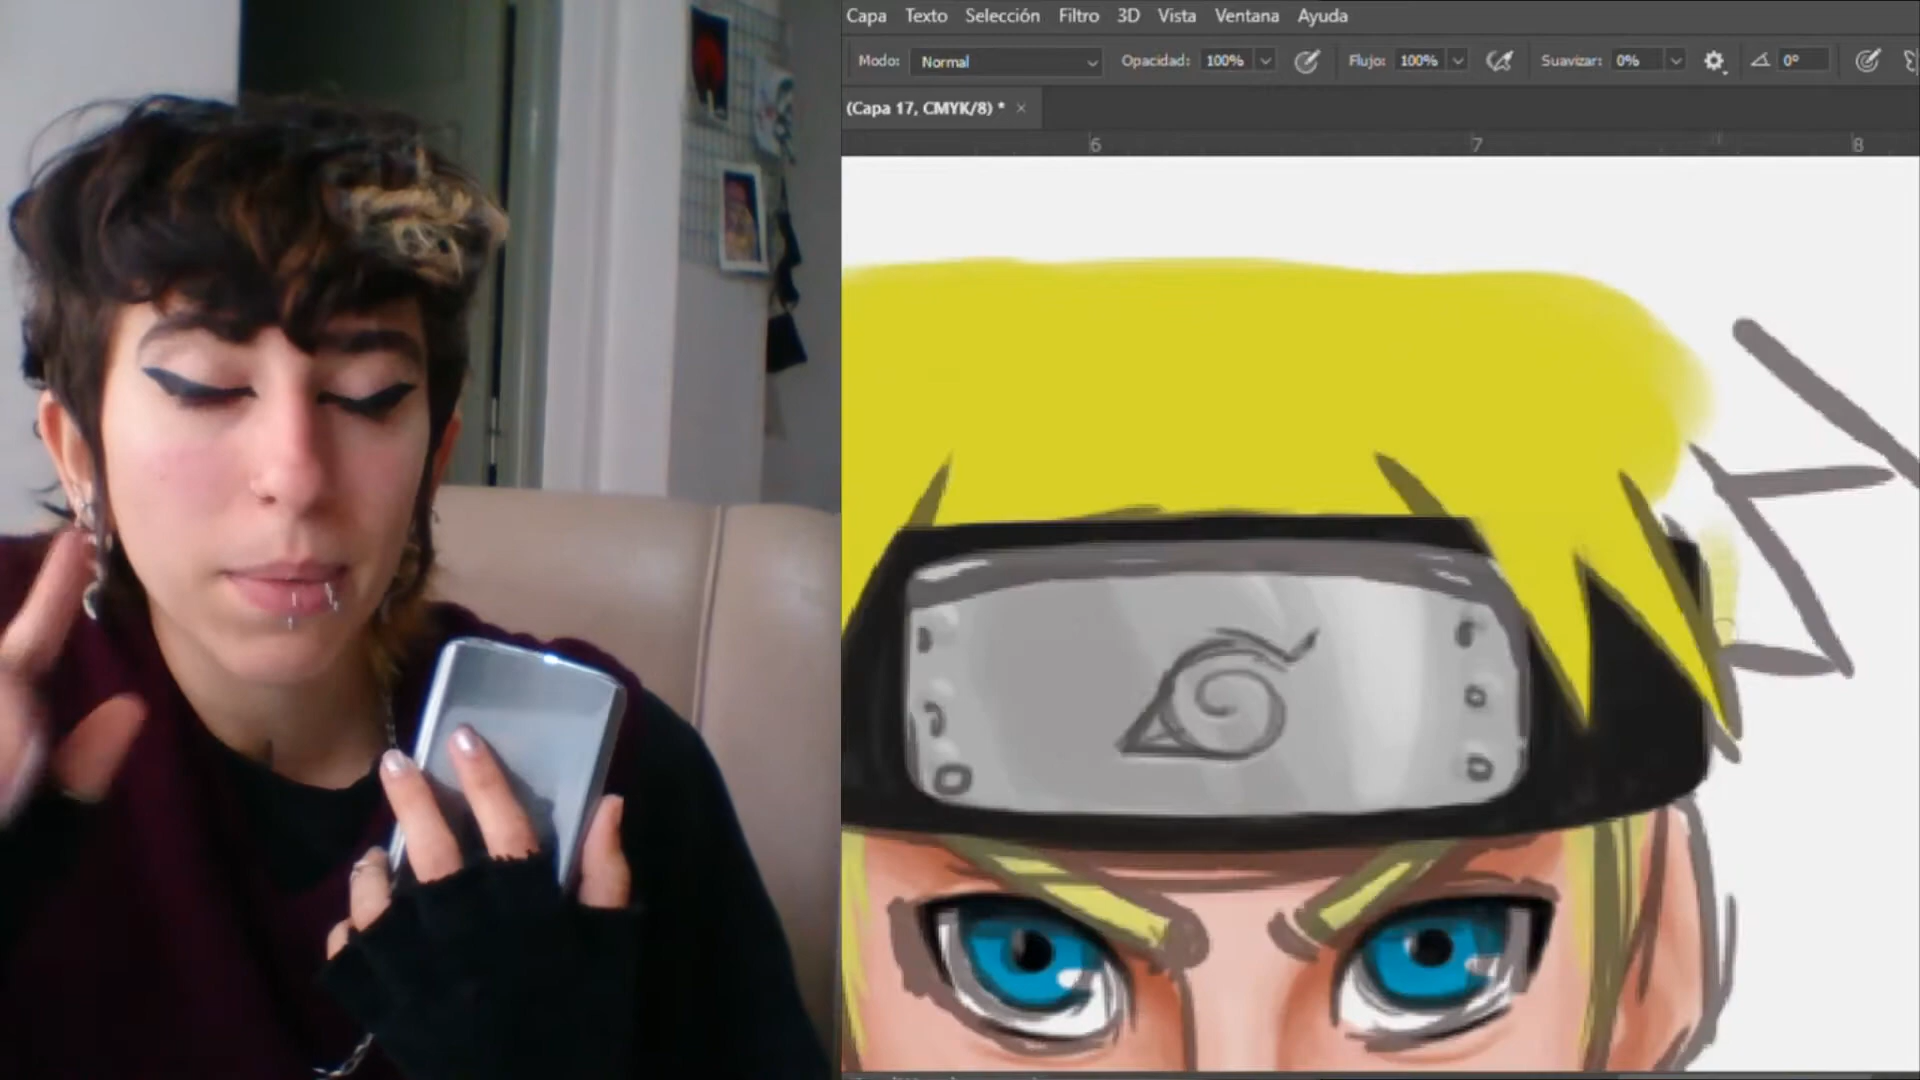 Capa Texto Selección Filtro 3D Vista Ventana Ayuda
Modo: Normal Opacidad: 100% Flujo: 100% Suavizar: 0% 0°
(Capa 17, CMYK/8) * ×
6 7 8